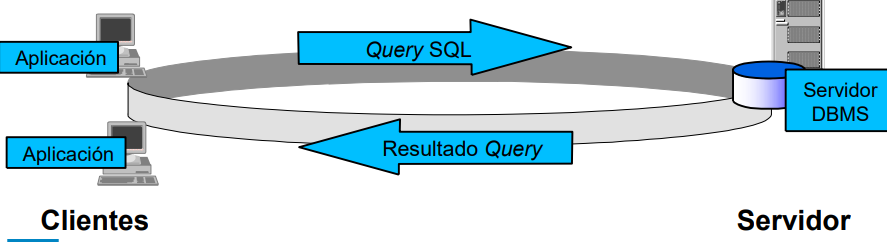 Query SQL
Aplicación
Servidor
DBMS
Aplicación
Resultado Query
Clientes
Servidor